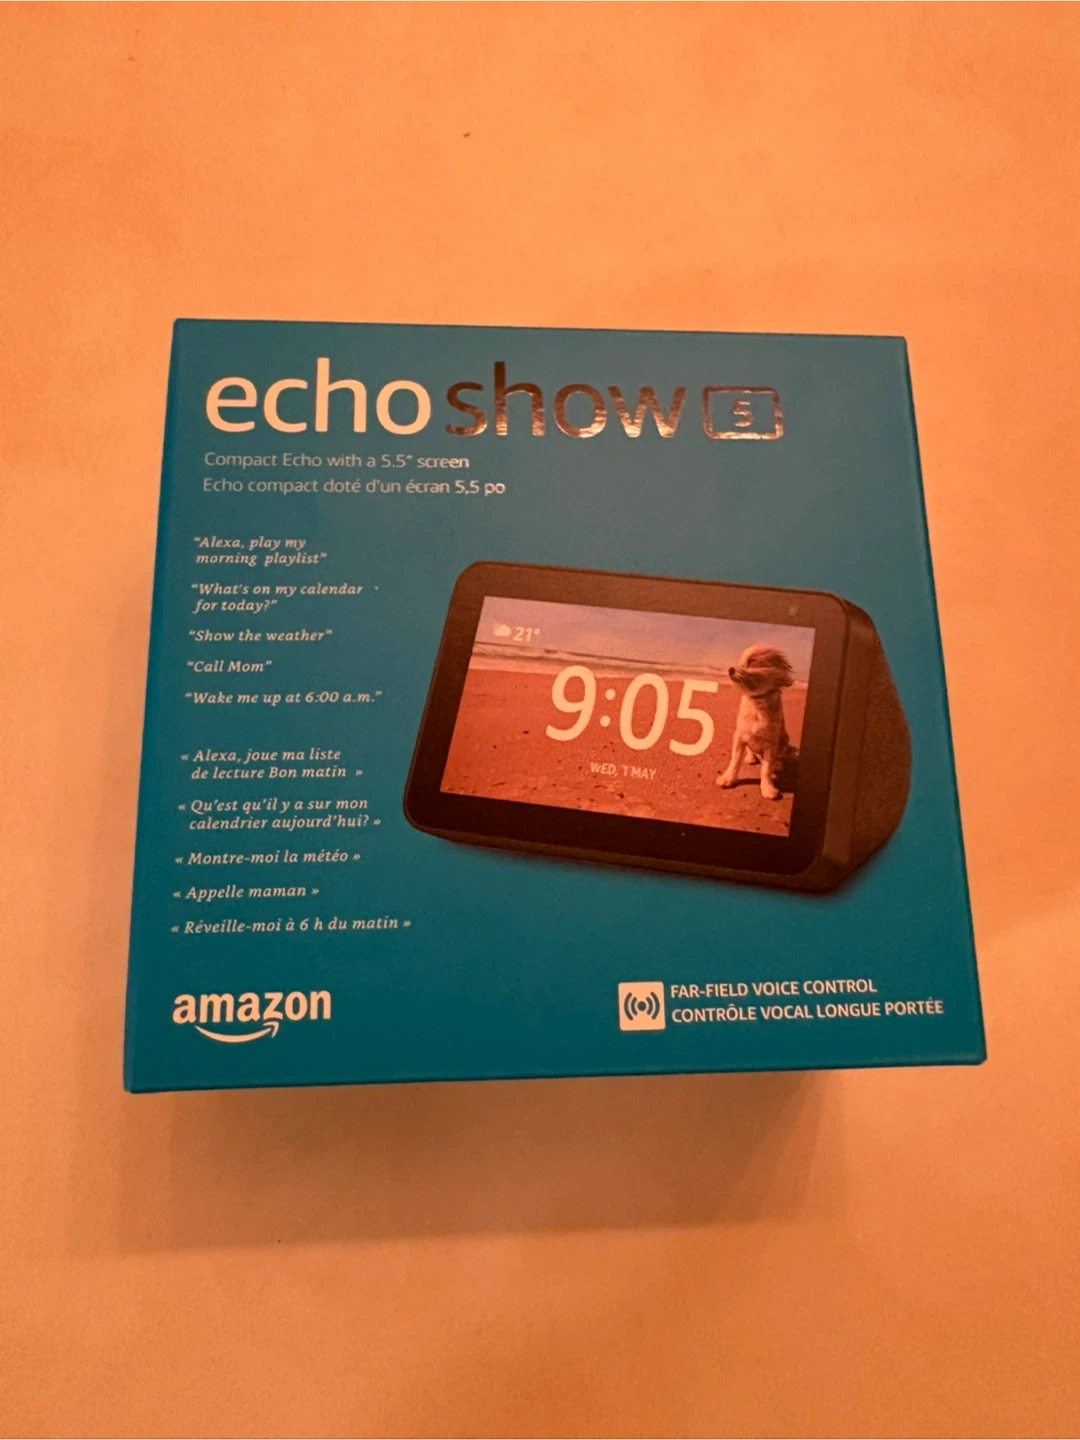 echo show 5
Compact Echo with a 5.5" screen
Echo compact doté d'un écran 5,5 po
"Alexa, play my
morning playlist"
"What's on my calendar
for today?"
"Show the weather"
"Call Mom"
"Wake me up at 6:00 a.m."
« Alexa, joue ma liste
de lecture Bon matin »
« Qu'est qu'il y a sur mon
calendrier aujourd'hui? »
« Montre-moi la météo »
« Appelle maman »
« Réveille-moi à 6 h du matin »
21°
9:05
WED, 1 MAY
amazon
FAR-FIELD VOICE CONTROL
CONTRÔLE VOCAL LONGUE PORTÉE